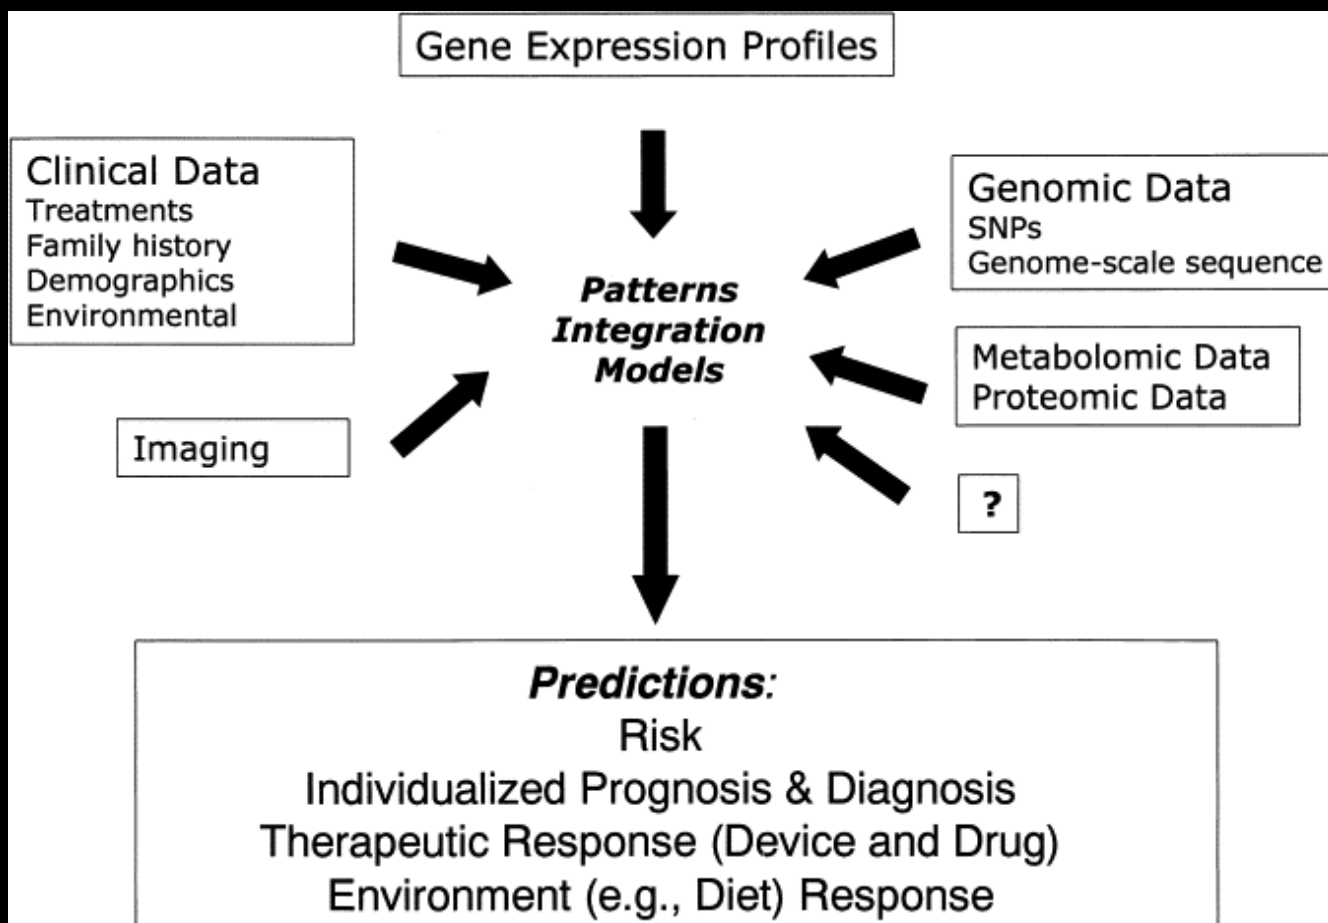 Gene Expression Profiles
Clinical Data
Treatments
Family history
Demographics
Environmental
Genomic Data
SNPs
Genome-scale sequence
Patterns
Integration
Models
Metabolomic Data
Proteomic Data
Imaging
?
Predictions:
Risk
Individualized Prognosis & Diagnosis
Therapeutic Response (Device and Drug)
Environment (e.g., Diet) Response